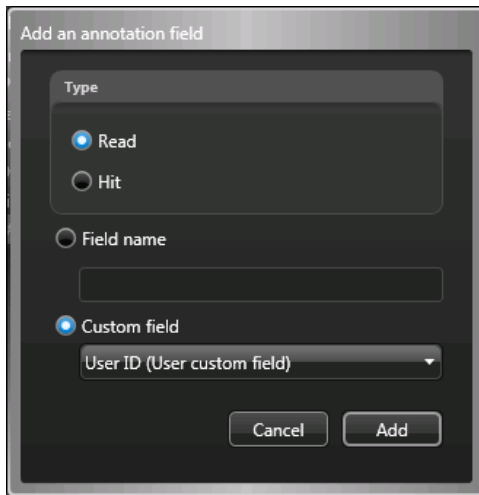 Add an annotation field
Type
Read
Hit
Field name
Custom field
User ID (User custom field)
Cancel
Add